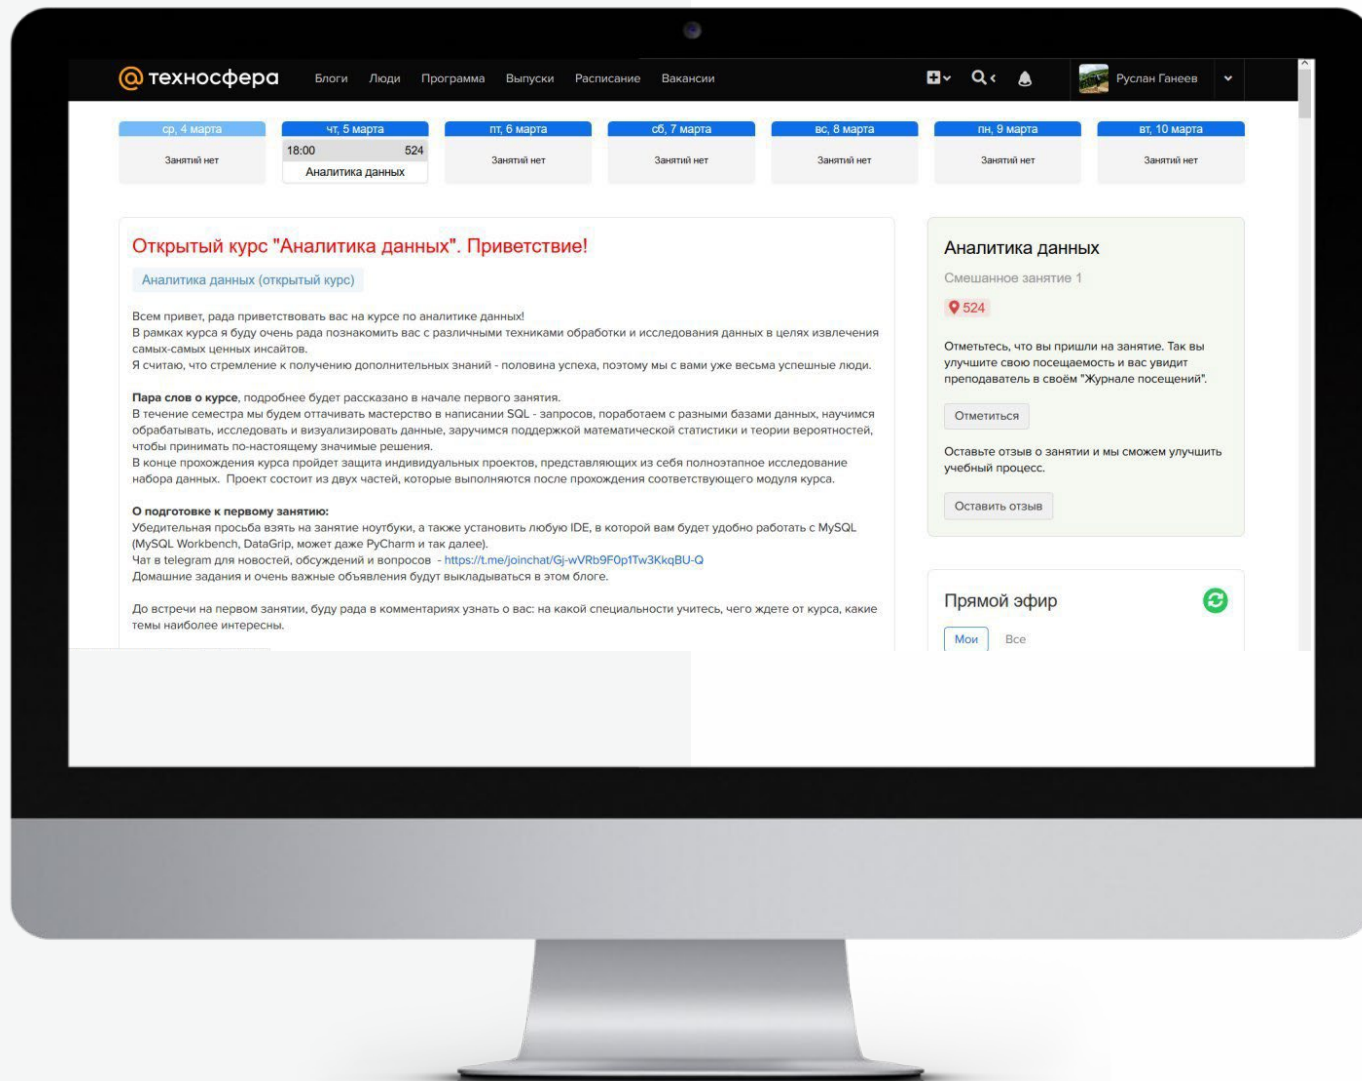 техносфера Блоги Люди Программа Выпуски Расписание Вакансии Руслан Ганеев
ср, 4 марта чт, 5 марта пт, 6 марта сб, 7 марта вс, 8 марта пн, 9 марта вт, 10 марта
Занятий нет 18:00 524 Занятий нет Занятий нет Занятий нет Занятий нет Занятий нет
Аналитика данных
Открытый курс "Аналитика данных". Приветствие!
Аналитика данных (открытый курс)
Всем привет, рада приветствовать вас на курсе по аналитике данных!
В рамках курса я буду очень рада познакомить вас с различными техниками обработки и исследования данных в целях извлечения
самых-самых ценных инсайтов.
Я считаю, что стремление к получению дополнительных знаний - половина успеха, поэтому мы с вами уже весьма успешные люди.
Пара слов о курсе, подробнее будет рассказано в начале первого занятия.
В течение семестра мы будем оттачивать мастерство в написании SQL - запросов, поработаем с разными базами данных, научимся
обрабатывать, исследовать и визуализировать данные, заручимся поддержкой математической статистики и теории вероятностей,
чтобы принимать по-настоящему значимые решения.
В конце прохождения курса пройдет защита индивидуальных проектов, представляющих из себя полноэтапное исследование
набора данных. Проект состоит из двух частей, которые выполняются после прохождения соответствующего модуля курса.
О подготовке к первому занятию:
Убедительная просьба взять на занятие ноутбуки, а также установить любую IDE, в которой вам будет удобно работать с MySQL
(MySQL Workbench, DataGrip, может даже PyCharm и так далее).
Чат в telegram для новостей, обсуждений и вопросов - https://t.me/joinchat/Gj-wVRb9F0p1Tw3KkqBU-Q
Домашние задания и очень важные объявления будут выкладываться в этом блоге.
До встречи на первом занятии, буду рада в комментариях узнать о вас: на какой специальности учитесь, чего ждете от курса, какие
темы наиболее интересны.
Аналитика данных
Смешанное занятие 1
524
Отметьтесь, что вы пришли на занятие. Так вы
улучшите свою посещаемость и вас увидит
преподаватель в своём "Журнале посещений".
Отметиться
Оставьте отзыв о занятии и мы сможем улучшить
учебный процесс.
Оставить отзыв
Прямой эфир
Мои Все